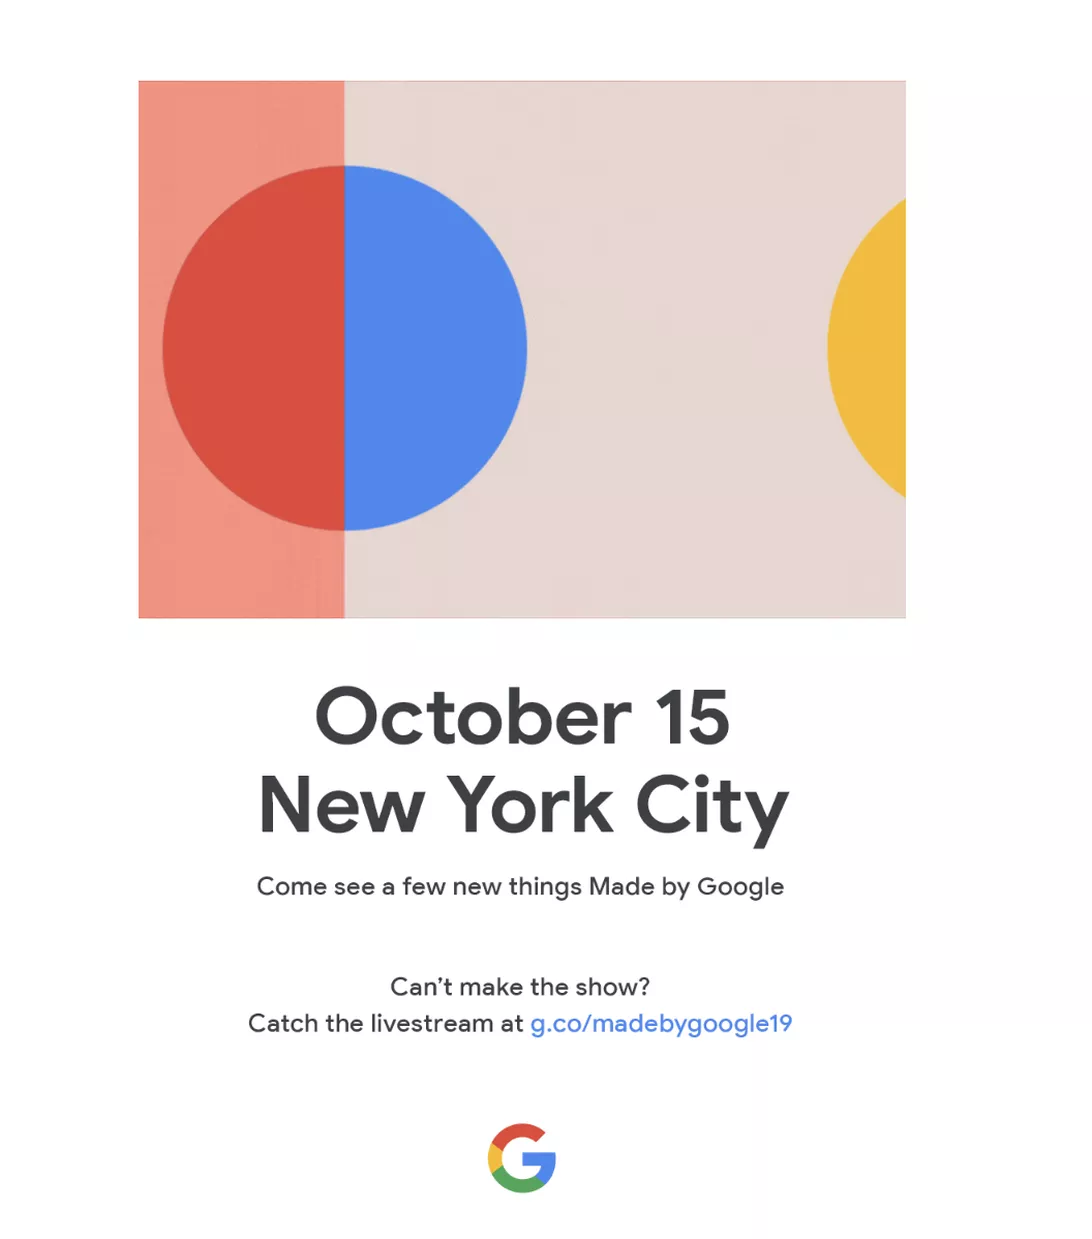 October 15
New York City
Come see a few new things Made by Google
Can’t make the show?
Catch the livestream at g.co/madebygoogle19
G